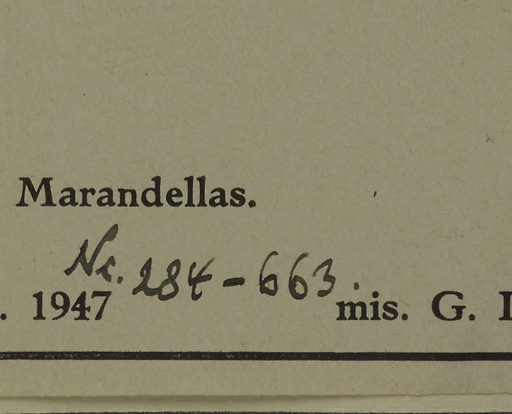 Marandellas.
Nr. 284-663.
. 1947 mis. G.